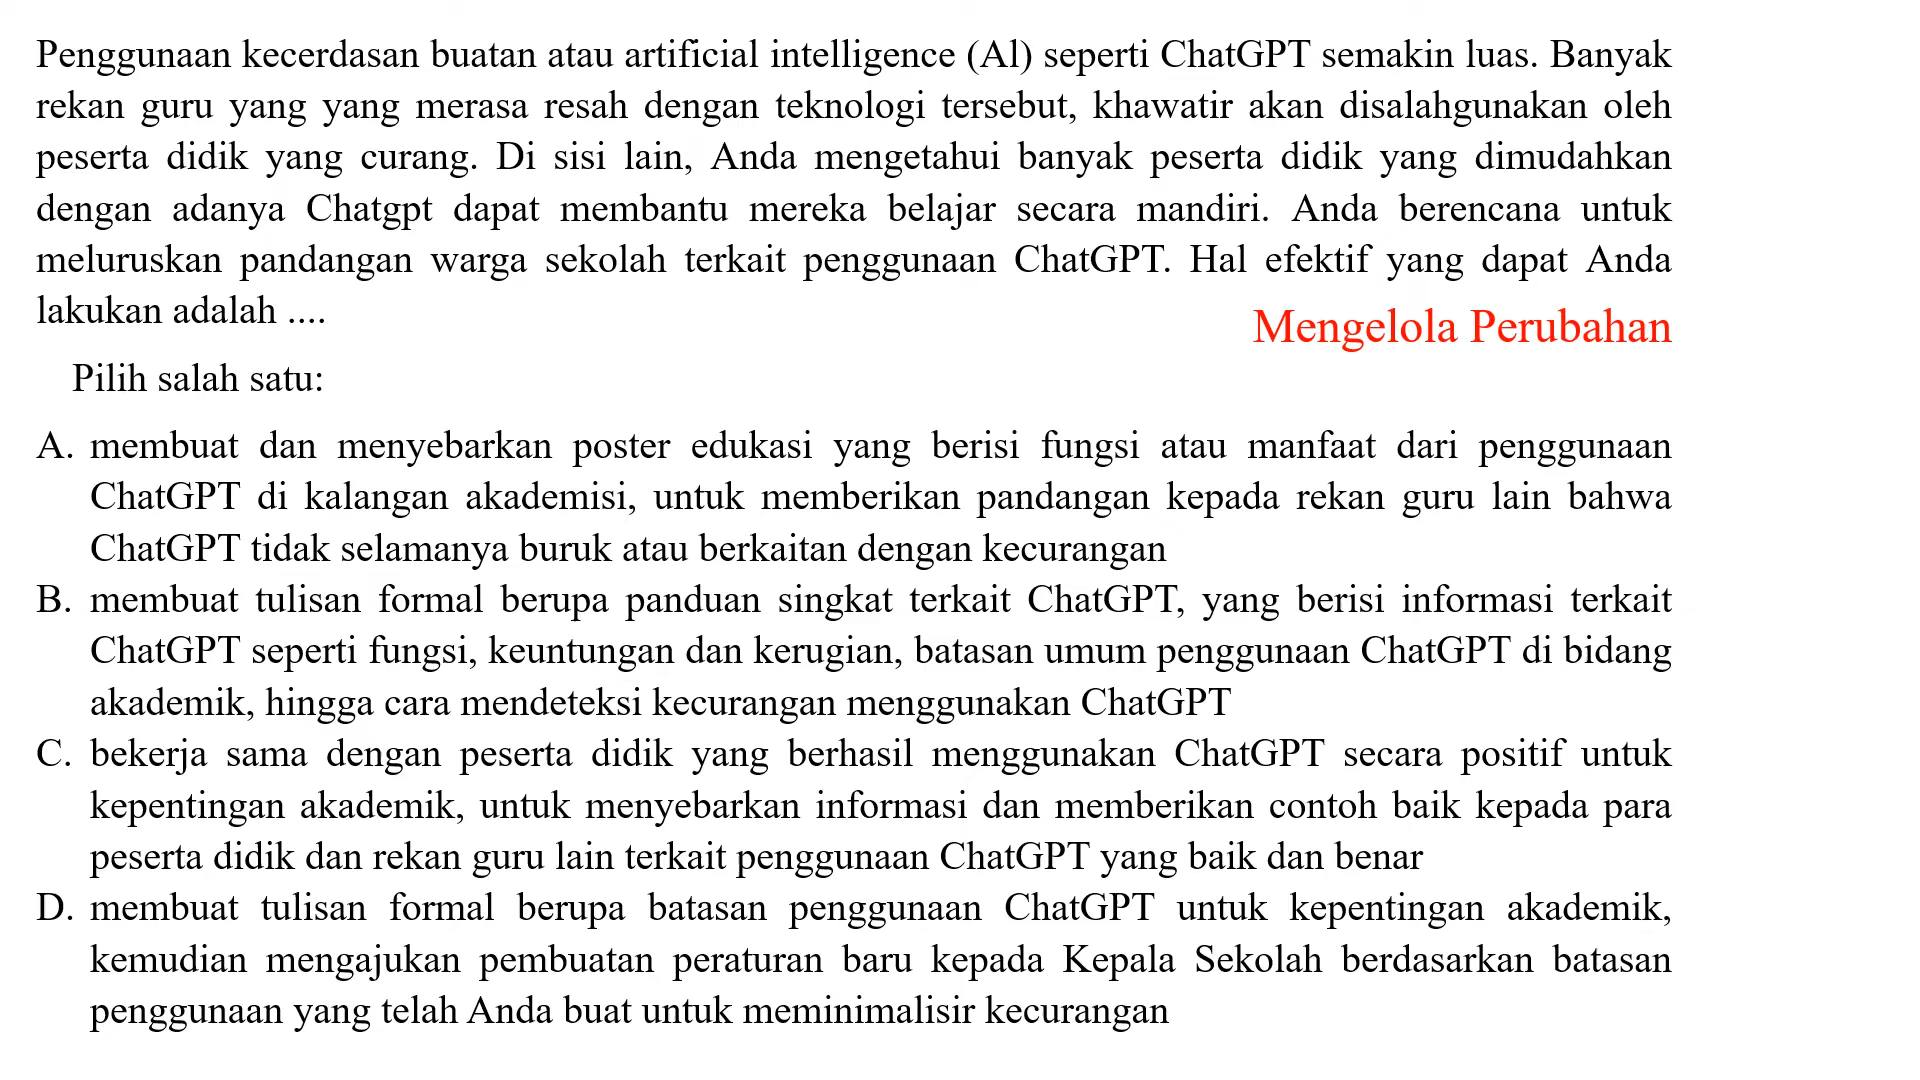 Penggunaan kecerdasan buatan atau artificial intelligence (Al) seperti ChatGPT semakin luas. Banyak
rekan guru yang yang merasa resah dengan teknologi tersebut, khawatir akan disalahgunakan oleh
peserta didik yang curang. Di sisi lain, Anda mengetahui banyak peserta didik yang dimudahkan
dengan adanya Chatgpt dapat membantu mereka belajar secara mandiri. Anda berencana untuk
meluruskan pandangan warga sekolah terkait penggunaan ChatGPT. Hal efektif yang dapat Anda
lakukan adalah ....
Mengelola Perubahan
Pilih salah satu:
A. membuat dan menyebarkan poster edukasi yang berisi fungsi atau manfaat dari penggunaan
ChatGPT di kalangan akademisi, untuk memberikan pandangan kepada rekan guru lain bahwa
ChatGPT tidak selamanya buruk atau berkaitan dengan kecurangan
B. membuat tulisan formal berupa panduan singkat terkait ChatGPT, yang berisi informasi terkait
ChatGPT seperti fungsi, keuntungan dan kerugian, batasan umum penggunaan ChatGPT di bidang
akademik, hingga cara mendeteksi kecurangan menggunakan ChatGPT
C. bekerja sama dengan peserta didik yang berhasil menggunakan ChatGPT secara positif untuk
kepentingan akademik, untuk menyebarkan informasi dan memberikan contoh baik kepada para
peserta didik dan rekan guru lain terkait penggunaan ChatGPT yang baik dan benar
D. membuat tulisan formal berupa batasan penggunaan ChatGPT untuk kepentingan akademik,
kemudian mengajukan pembuatan peraturan baru kepada Kepala Sekolah berdasarkan batasan
penggunaan yang telah Anda buat untuk meminimalisir kecurangan